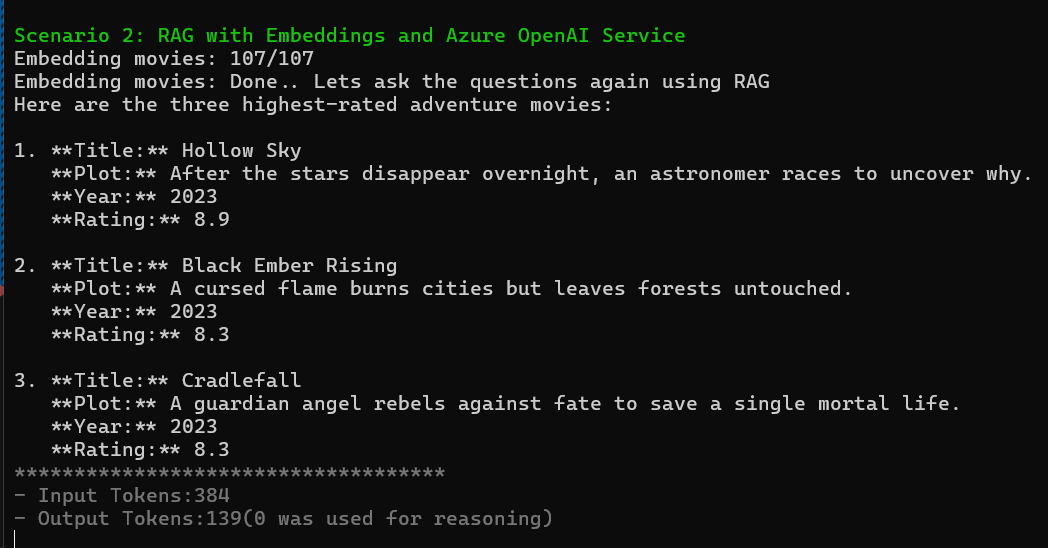 Scenario 2: RAG with Embeddings and Azure OpenAI Service
Embedding movies: 107/107
Embedding movies: Done.. Lets ask the questions again using RAG
Here are the three highest-rated adventure movies:
1. **Title:** Hollow Sky
**Plot:** After the stars disappear overnight, an astronomer races to uncover why.
**Year:** 2023
**Rating:** 8.9
2. **Title:** Black Ember Rising
**Plot:** A cursed flame burns cities but leaves forests untouched.
**Year:** 2023
**Rating:** 8.3
3. **Title:** Cradlefall
**Plot:** A guardian angel rebels against fate to save a single mortal life.
**Year:** 2023
**Rating:** 8.3
************************************
- Input Tokens:384
- Output Tokens:139(0 was used for reasoning)